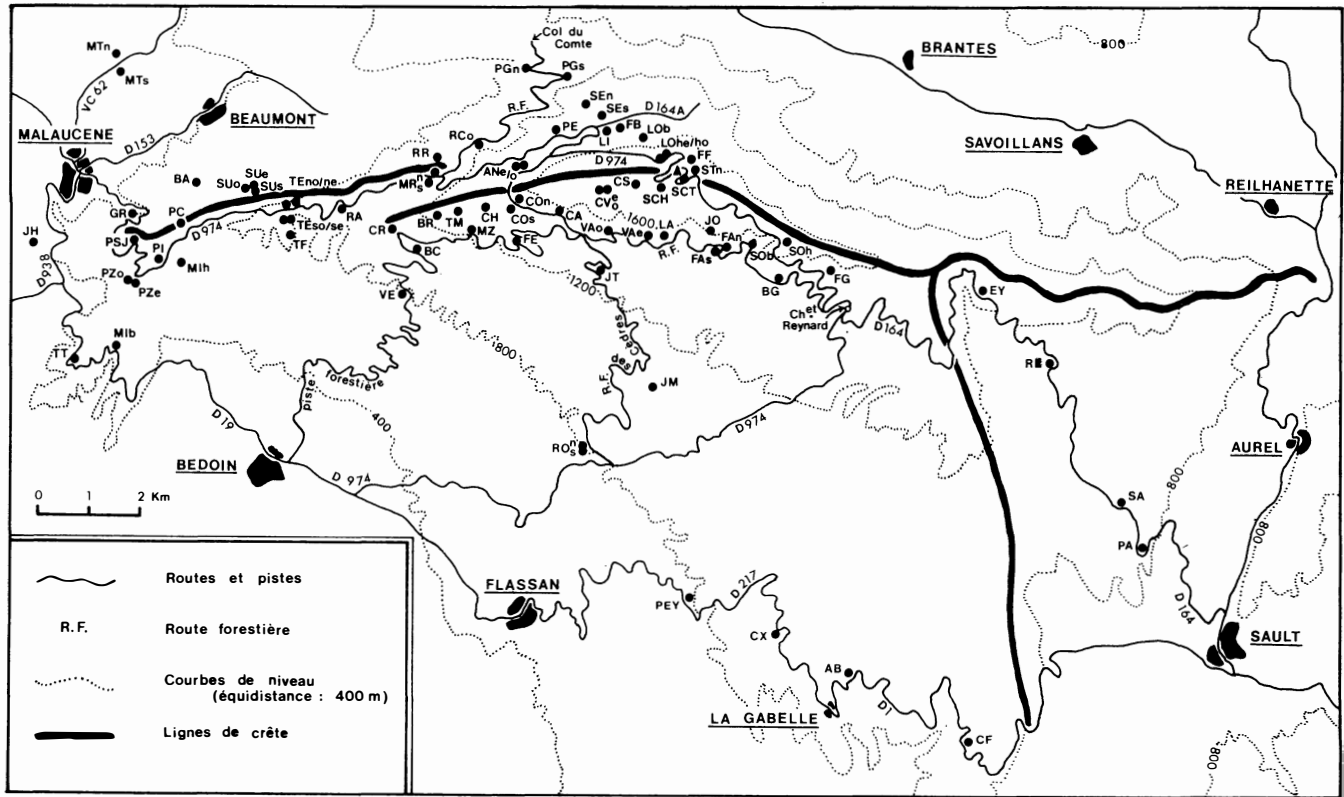 Col du
Comte
MTn
MTs
VC 62
BRANTES
800
PGn
PGs
R.F.
SEn
SEs
D164A
BEAUMONT
MALAUCENE
D153
PE
FB
LI
LOb
SAVOILLANS
RCo
RR
LOhe/ho
FF
STn
D974
BA
SUe
SUo
SUs
TEno/ne
MR n
s
ANe/o
CS
SCT
SCH
REILHANETTE
GR
PC
D974
RA
COn
CVe
o
CR
BR
TM
CH
COs
CA
1600
LA
JO
JH
PSJ
PI
TEso/se
TF
MZ
FE
VAo
VAe
R.F.
FAn
FAs
SOb
SOh
D938
MIh
BC
PZo
PZe
JT
BG
FG
VE
1200
Chet
Reynard
EY
D164
MIb
TT
800
RE
piste
forestière
R.F.
des
Cèdres
JM
D19
400
D974
BEDOIN
ROn
s
AUREL
0 1 2 Km
D 974
800
SA
800
PA
D164
Routes et pistes
FLASSAN
D217
PEY
R.F. Route forestière
CX
SAULT
Courbes de niveau
(équidistance : 400 m)
AB
D1
LA GABELLE
Lignes de crête
CF
800